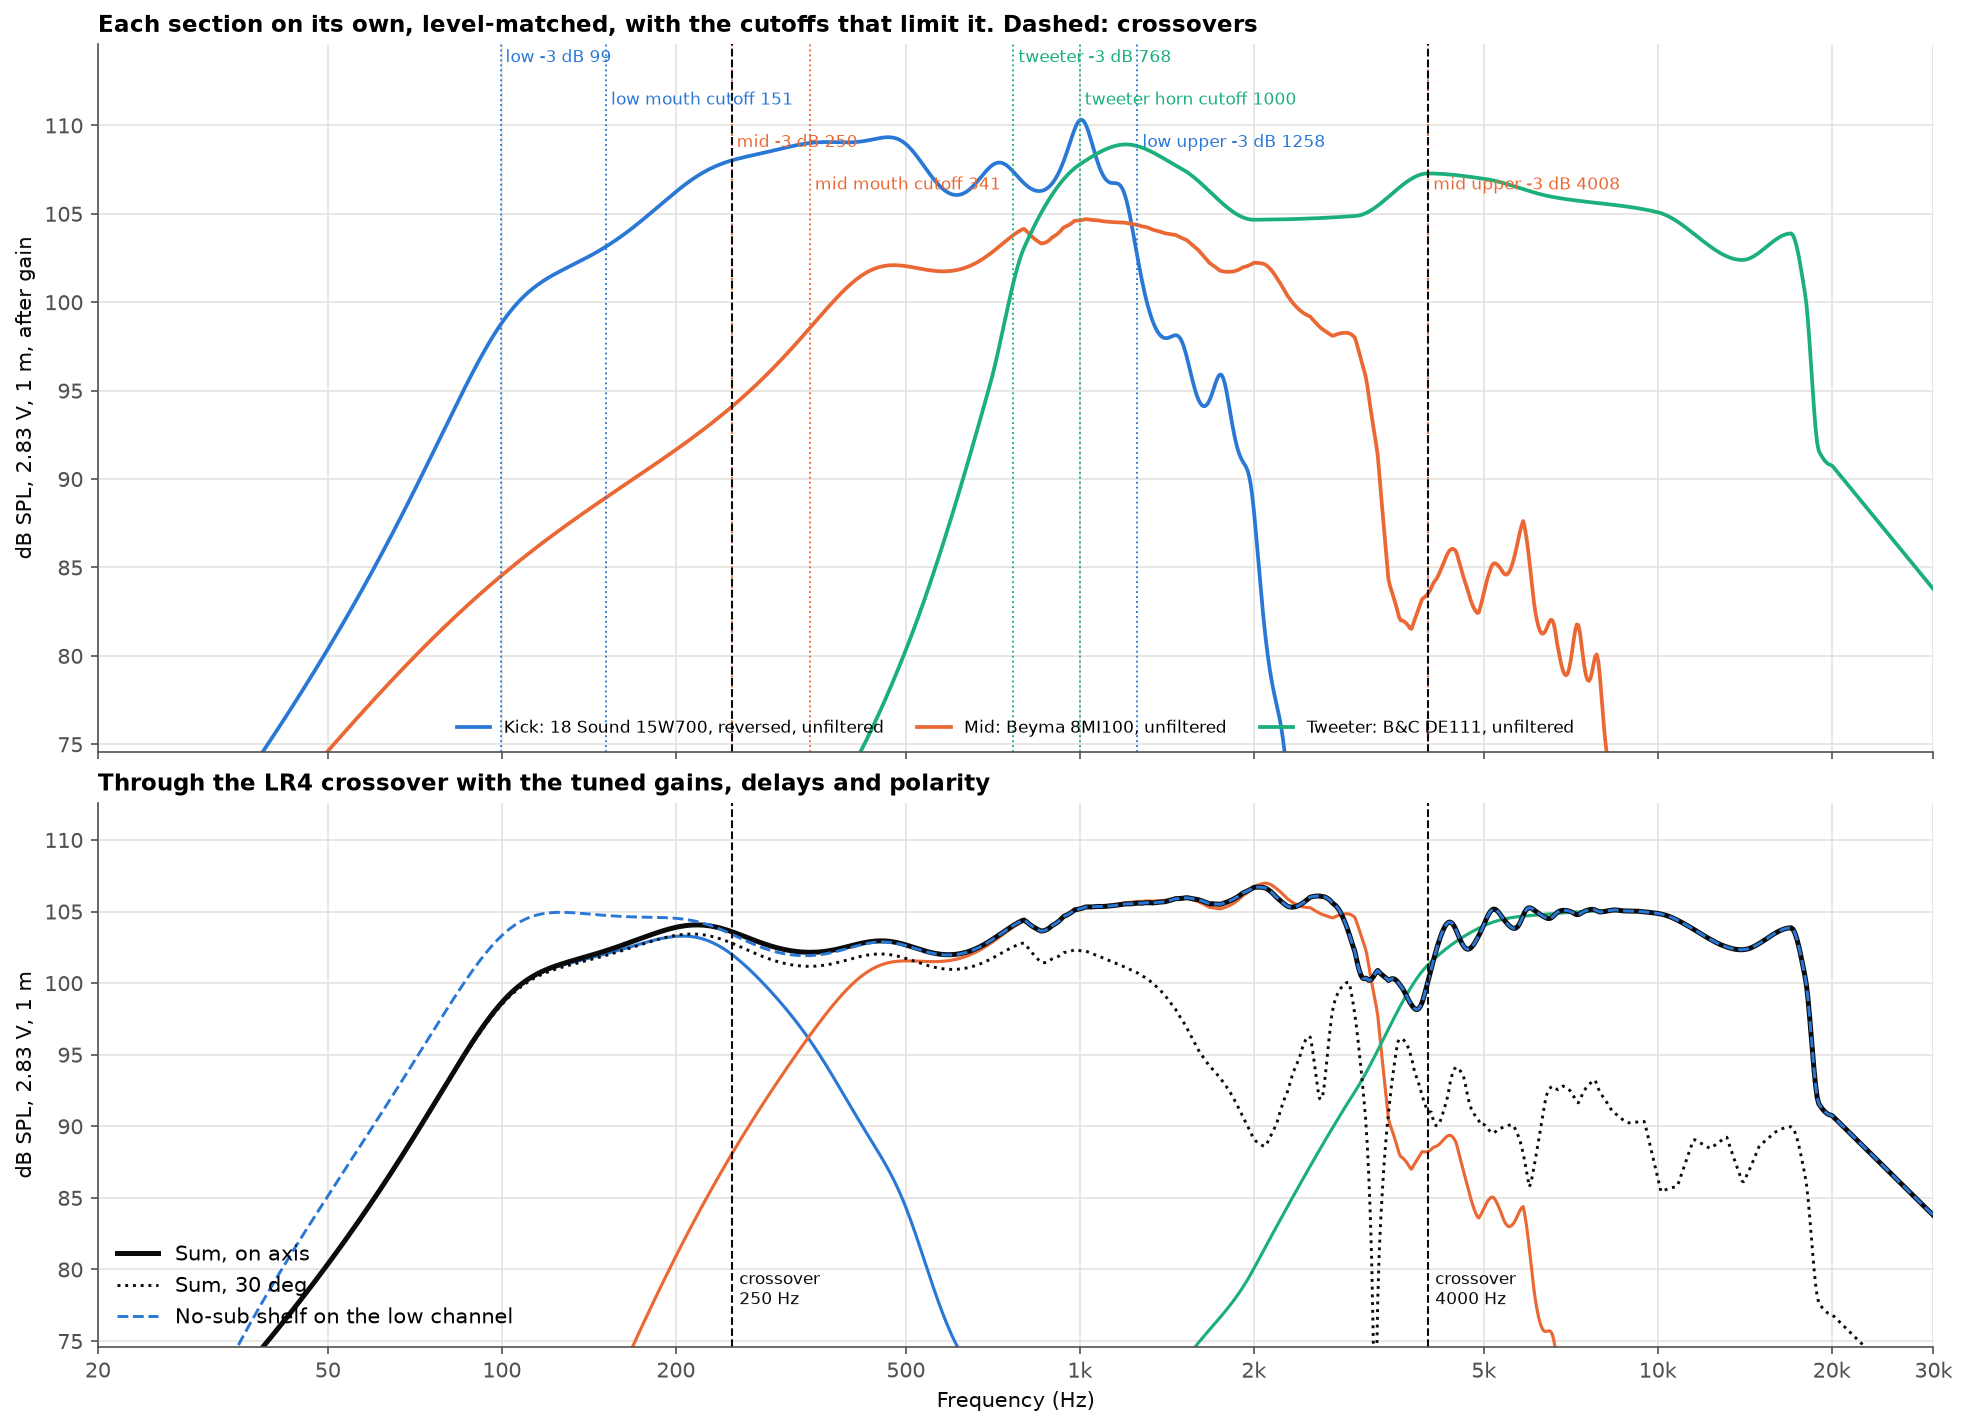 Each section on its own, level-matched, with the cutoffs that limit it. Dashed: crossovers
low -3 dB 99
tweeter -3 dB 768
low mouth cutoff 151
tweeter horn cutoff 1000
mid -3 dB 250
low upper -3 dB 1258
mid mouth cutoff 341
mid upper -3 dB 4008
110
105
100
95
90
85
80
75
dB SPL, 2.83 V, 1 m, after gain
Kick: 18 Sound 15W700, reversed, unfiltered
Mid: Beyma 8MI100, unfiltered
Tweeter: B&C DE111, unfiltered
Through the LR4 crossover with the tuned gains, delays and polarity
110
105
100
95
90
85
80
75
dB SPL, 2.83 V, 1 m
Sum, on axis
Sum, 30 deg
No-sub shelf on the low channel
crossover
250 Hz
crossover
4000 Hz
20
50
100
200
500
1k
2k
5k
10k
20k
30k
Frequency (Hz)